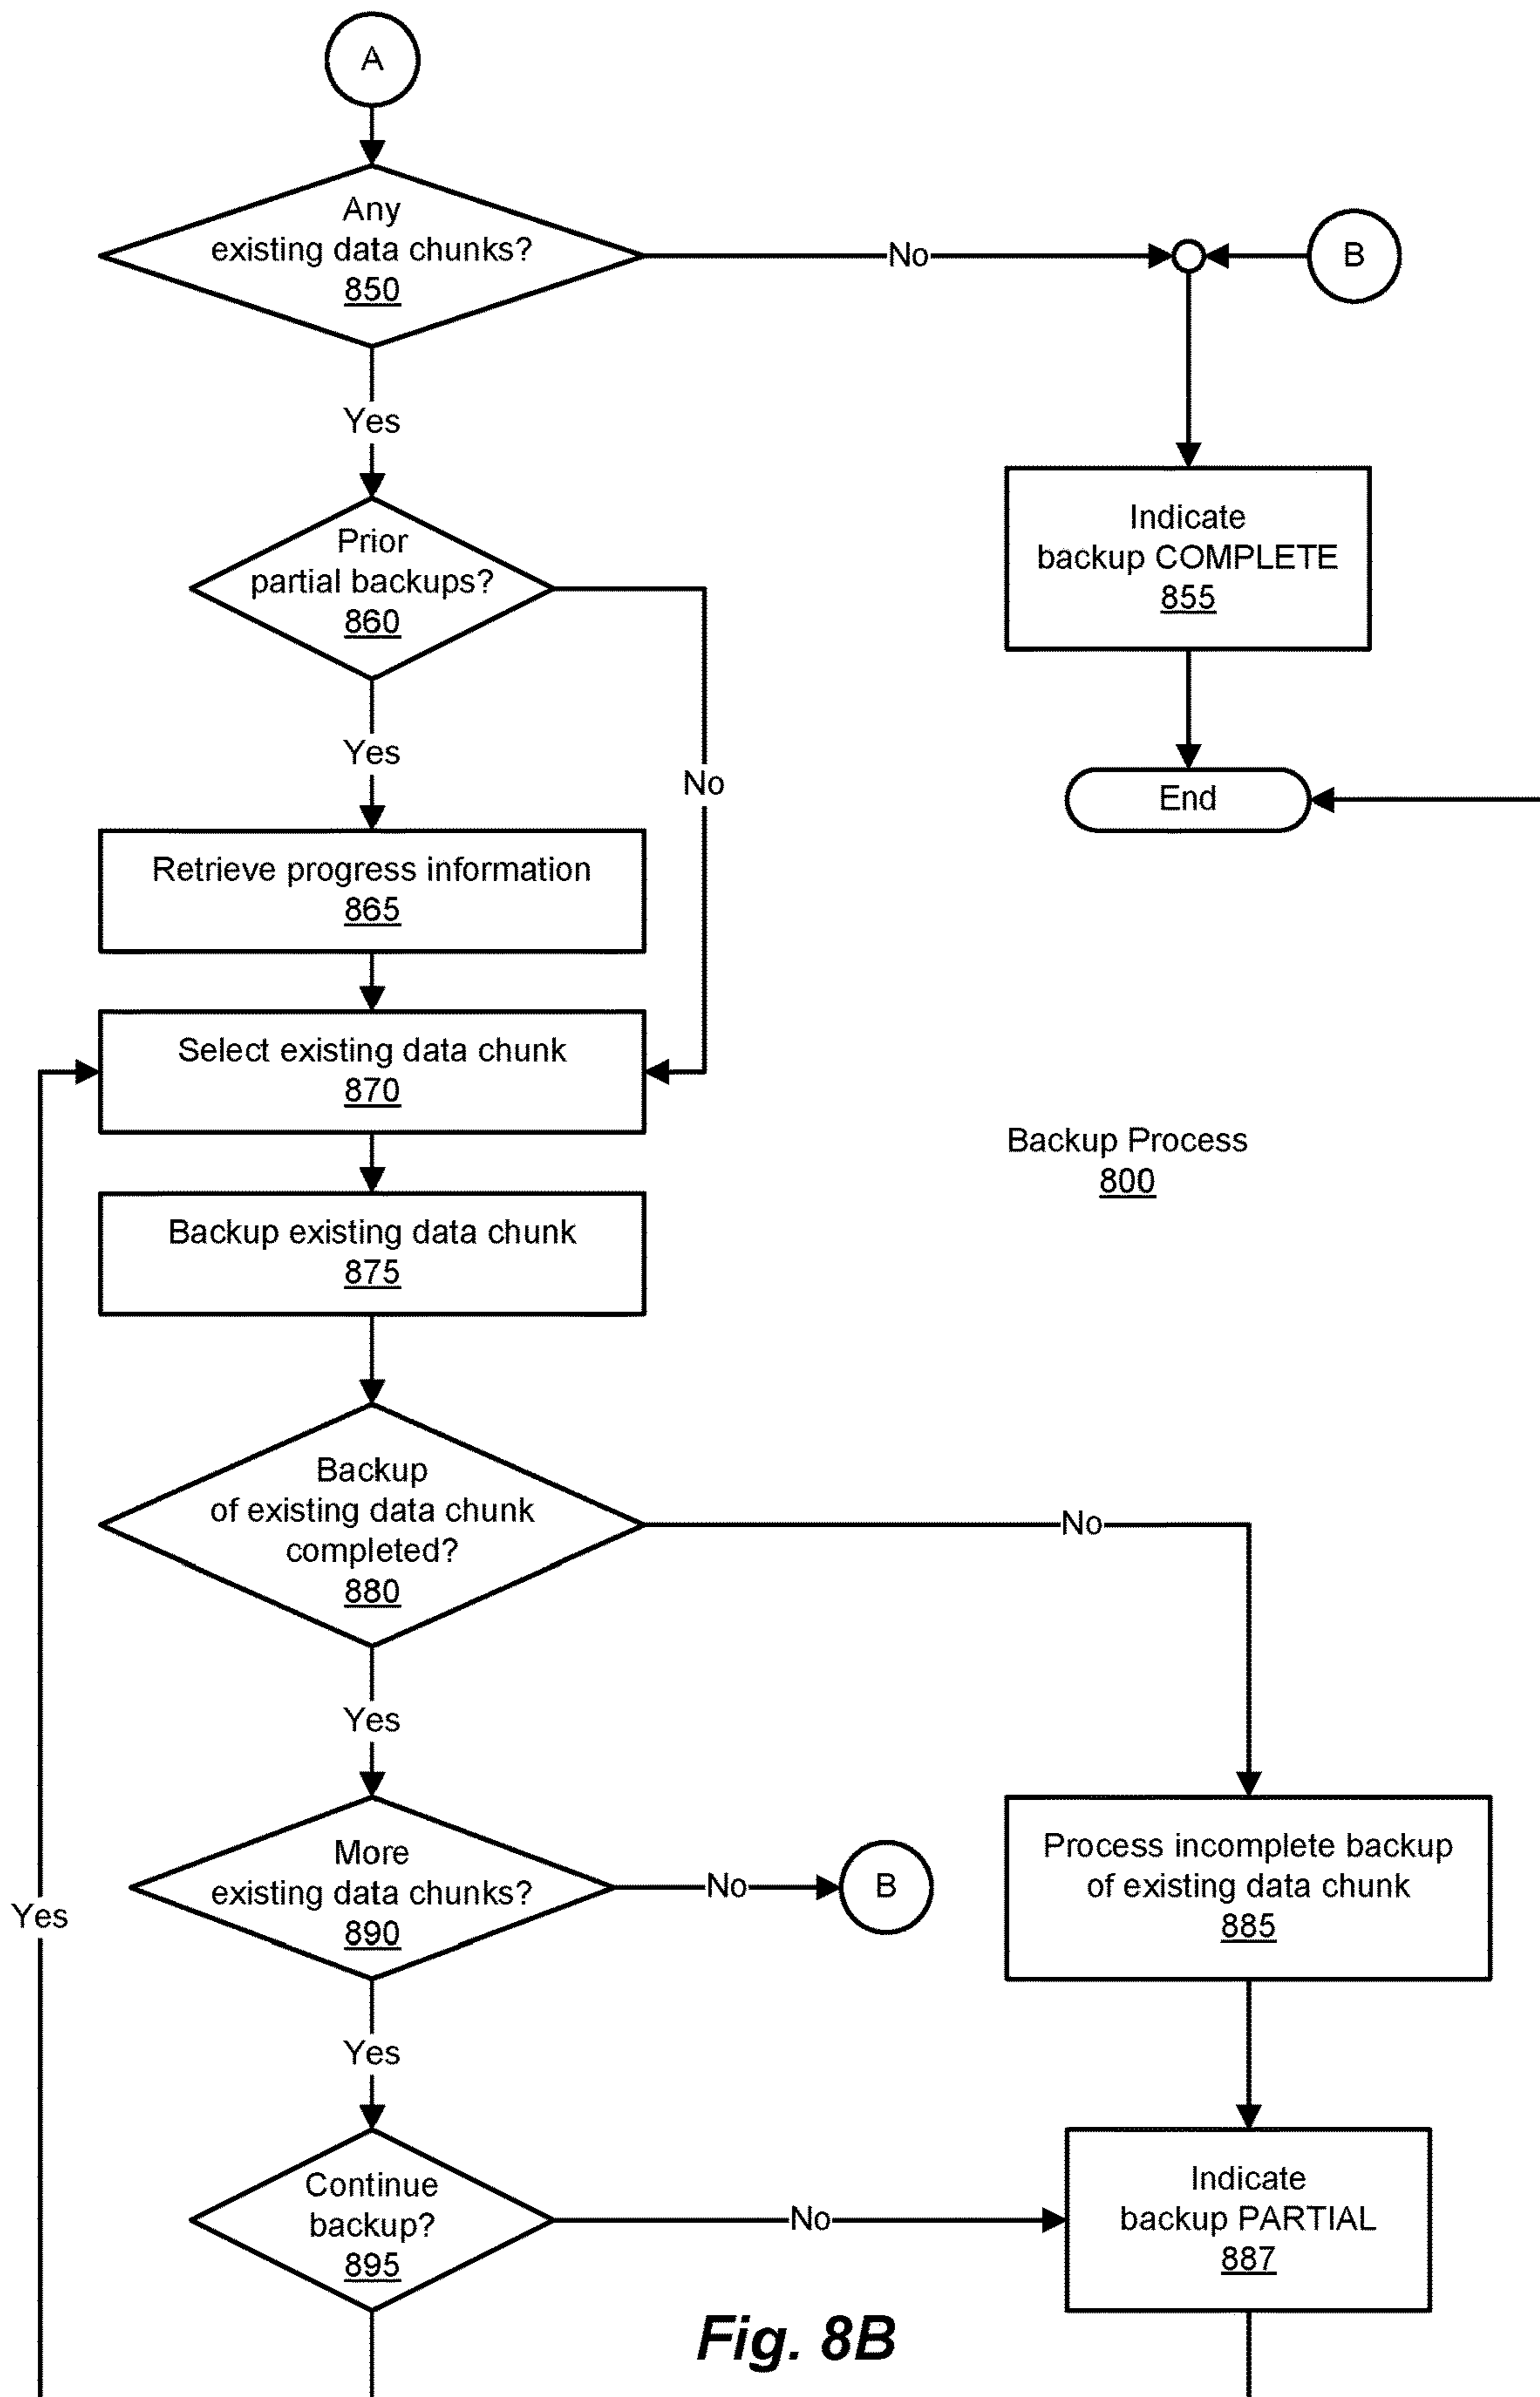 A
Any
existing data chunks?
850
No
B
Yes
Prior
partial backups?
860
Indicate
backup COMPLETE
855
Yes
No
End
Retrieve progress information
865
Select existing data chunk
870
Backup Process
800
Backup existing data chunk
875
Backup
of existing data chunk
completed?
880
No
Yes
More
existing data chunks?
890
No
B
Process incomplete backup
of existing data chunk
885
Yes
Yes
Continue
backup?
895
No
Indicate
backup PARTIAL
887
Fig. 8B